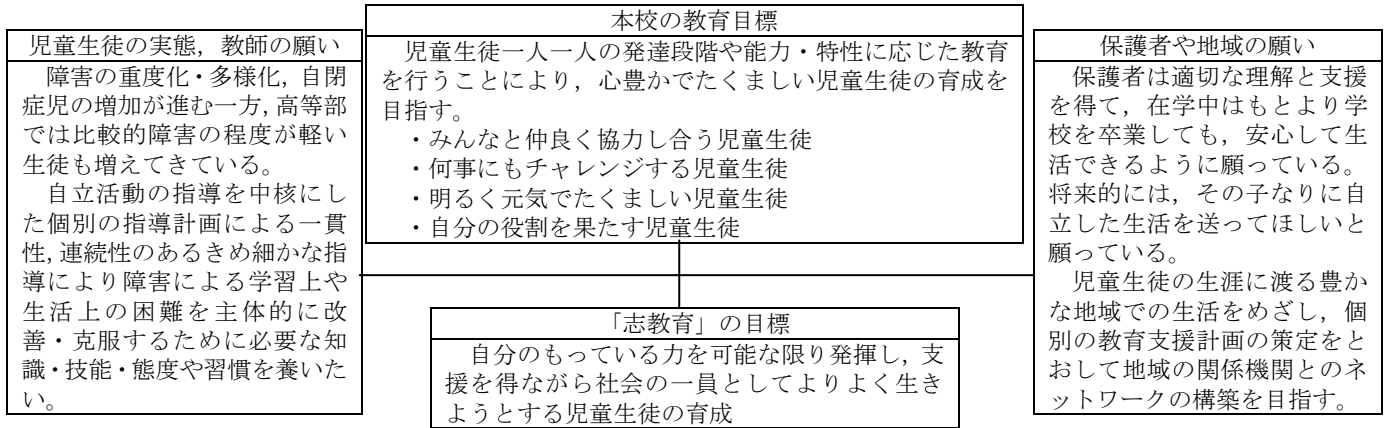 本校の教育目標
児童生徒一人一人の発達段階や能力・特性に応じた教育
を行うことにより，心豊かでたくましい児童生徒の育成を
目指す。
・みんなと仲良く協力し合う児童生徒
・何事にもチャレンジする児童生徒
・明るく元気でたくましい児童生徒
・自分の役割を果たす児童生徒
児童生徒の実態，教師の願い
障害の重度化・多様化，自閉
症児の増加が進む一方，高等部
では比較的障害の程度が軽い
生徒も増えてきている。
自立活動の指導を中核にし
た個別の指導計画による一貫
性，連続性のあるきめ細かな指
導により障害による学習上や
生活上の困難を主体的に改
善・克服するために必要な知
識・技能・態度や習慣を養いた
い。
保護者や地域の願い
保護者は適切な理解と支援
を得て，在学中はもとより学
校を卒業しても，安心して生
活できるように願っている。
将来的には，その子なりに自
立した生活を送ってほしいと
願っている。
児童生徒の生涯に渡る豊か
な地域での生活をめざし，個
別の教育支援計画の策定をと
おして地域の関係機関とのネ
ットワークの構築を目指す。
「志教育」の目標
自分のもっている力を可能な限り発揮し，支
援を得ながら社会の一員としてよりよく生き
ようとする児童生徒の育成